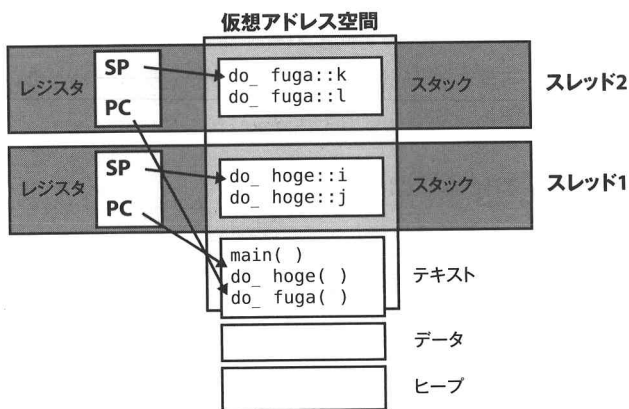 仮想アドレス空間
レジスタ
SP
PC
do_ fuga::k
do_ fuga::l
スタック
スレッド2
レジスタ
SP
PC
do_ hoge::i
do_ hoge::j
スタック
スレッド1
main( )
do_ hoge( )
do_ fuga( )
テキスト
データ
ヒープ